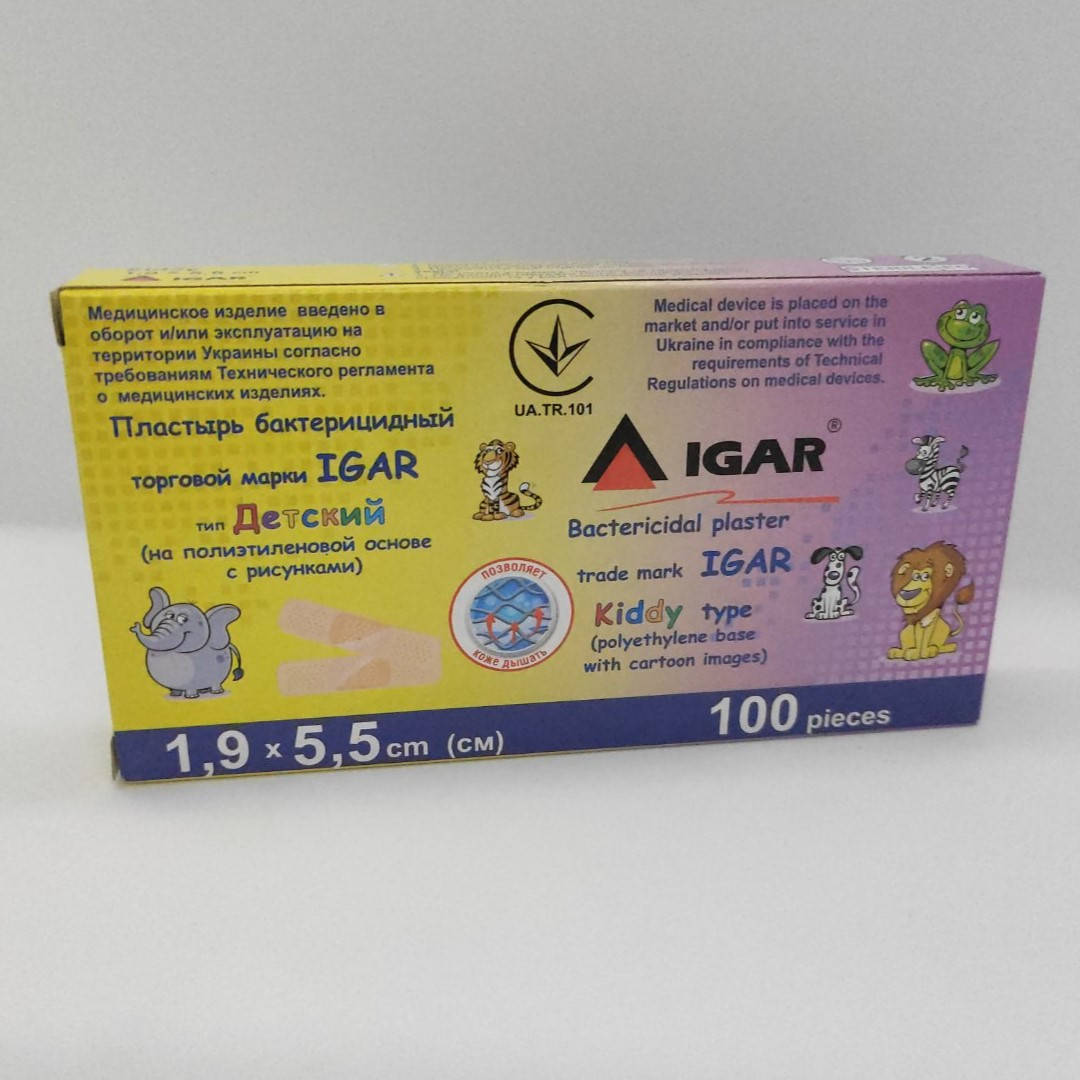 IGAR
Медицинское изделие введено в
оборот и/или эксплуатацию на
территории Украины согласно
требованиям Технического регламента
о медицинских изделиях.
Пластырь бактерицидный
торговой марки IGAR
тип Детский
(на полиэтиленовой основе
с рисунками)
UA.TR.101
Medical device is placed on the
market and/or put into service in
Ukraine in compliance with the
requirements of Technical
Regulations on medical devices.
IGAR®
Bactericidal plaster
trade mark IGAR
Kiddy type
(polyethylene base
with cartoon images)
позволяет
коже дышать
1,9 x 5,5 cm (см)
100 pieces